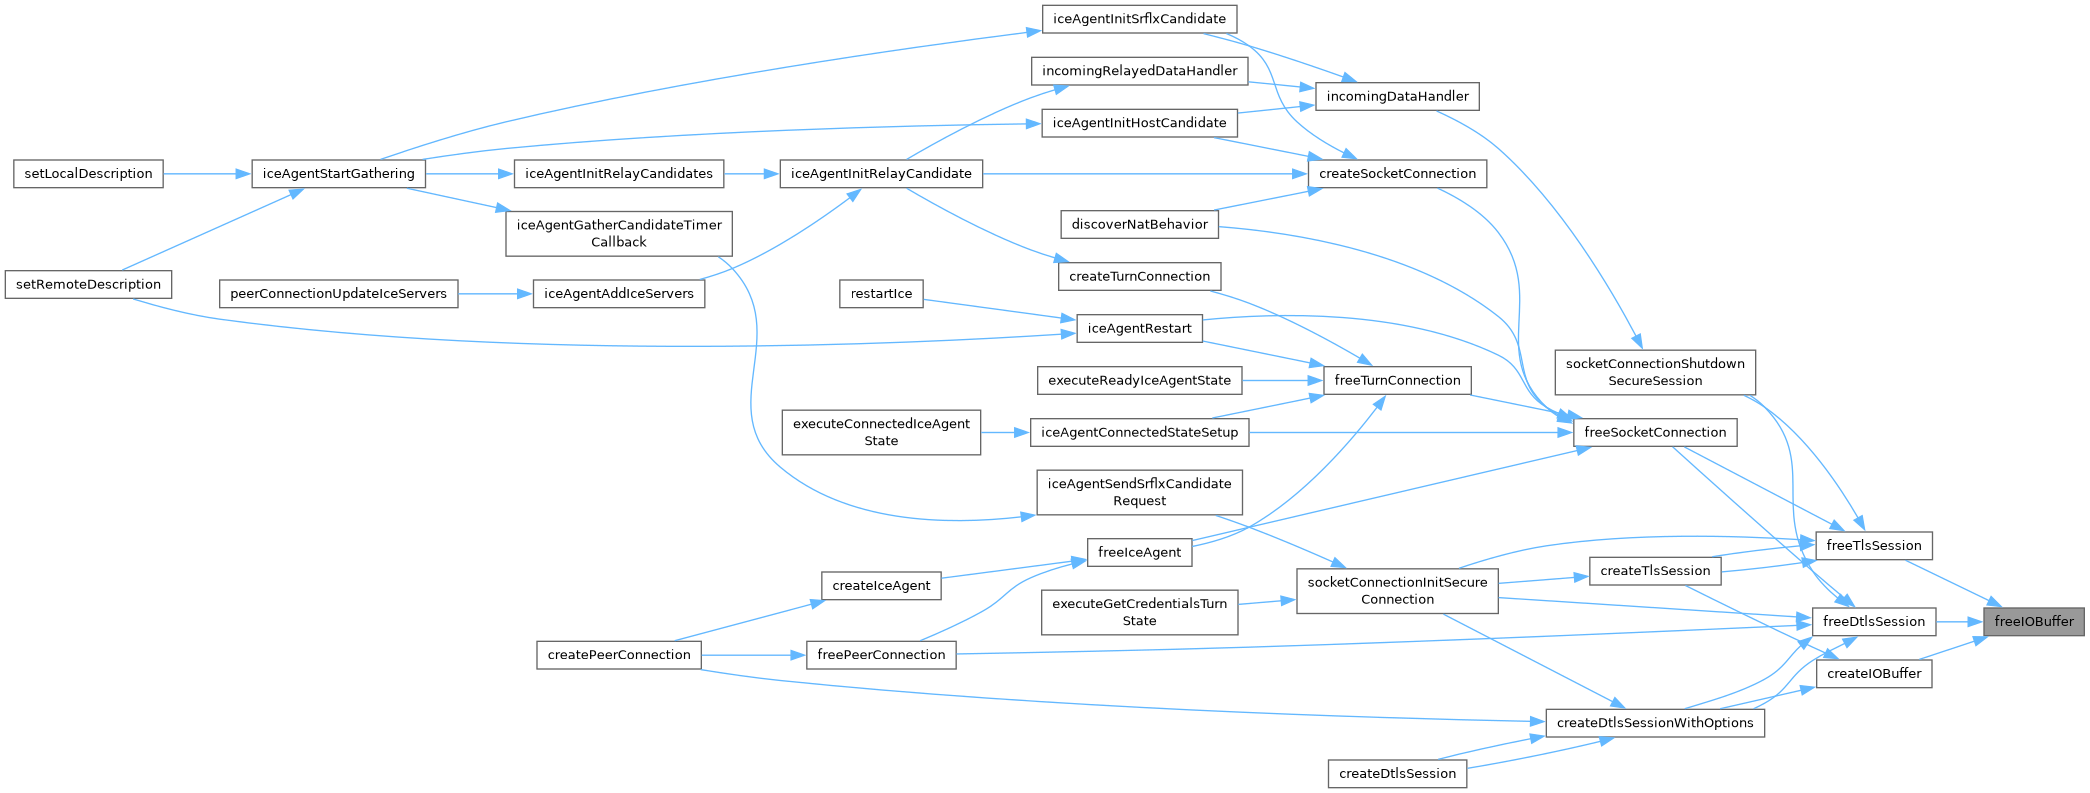 iceAgentInitSrflxCandidate
incomingRelayedDataHandler
incomingDataHandler
iceAgentInitHostCandidate
setLocalDescription
iceAgentStartGathering
iceAgentInitRelayCandidates
iceAgentInitRelayCandidate
createSocketConnection
iceAgentGatherCandidateTimer
Callback
discoverNatBehavior
setRemoteDescription
peerConnectionUpdateIceServers
iceAgentAddIceServers
restartIce
createTurnConnection
iceAgentRestart
socketConnectionShutdown
SecureSession
executeReadyIceAgentState
freeTurnConnection
executeConnectedIceAgent
State
iceAgentConnectedStateSetup
freeSocketConnection
iceAgentSendSrflxCandidate
Request
freeIceAgent
freeTlsSession
createIceAgent
socketConnectionInitSecure
Connection
createTlsSession
executeGetCredentialsTurn
State
freeDtlsSession
freeIOBuffer
createPeerConnection
freePeerConnection
createIOBuffer
createDtlsSessionWithOptions
createDtlsSession